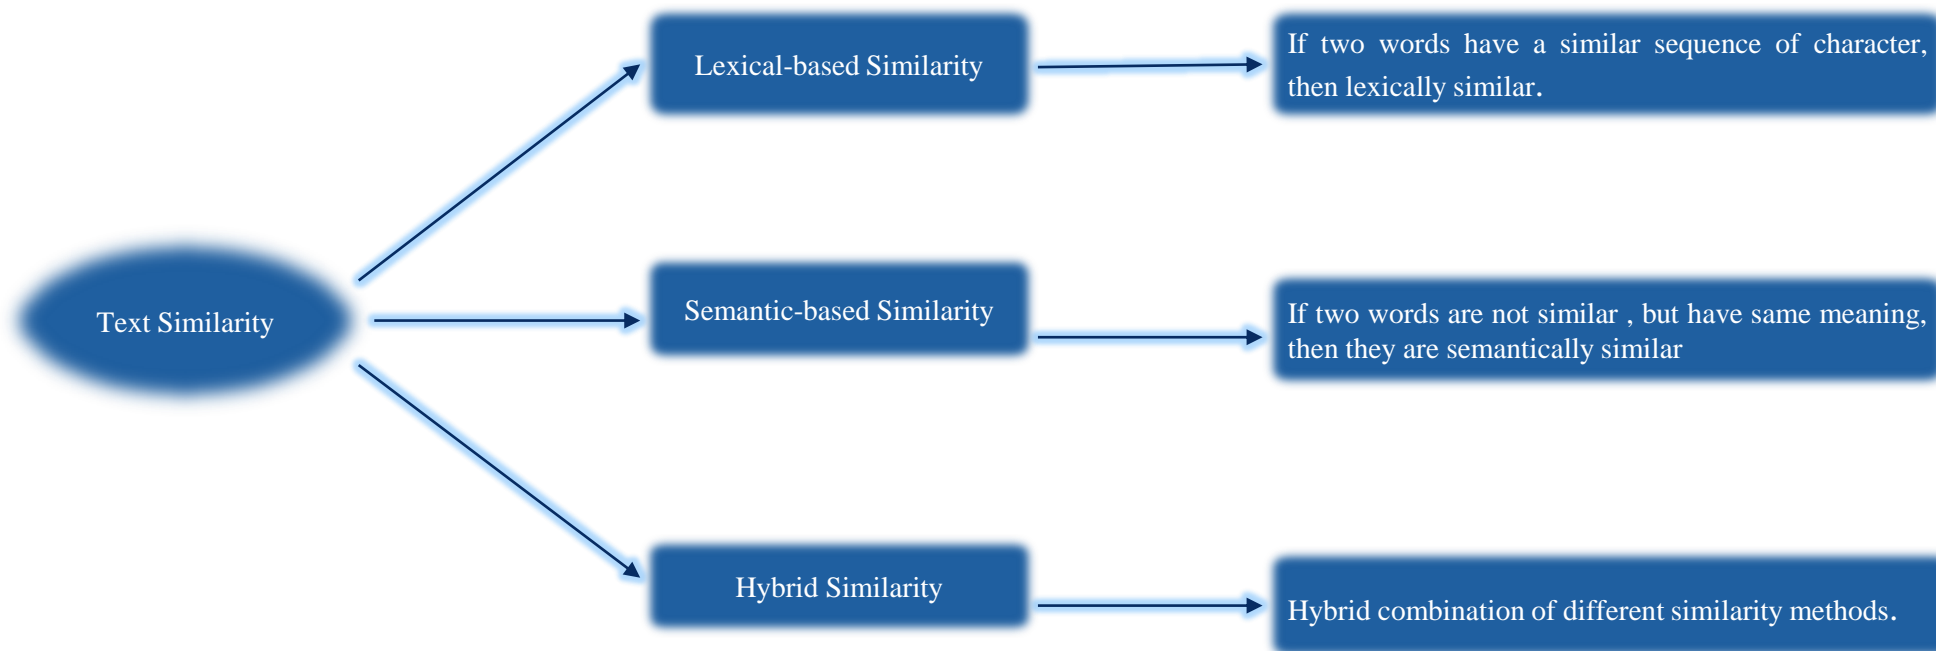 Text Similarity
Lexical-based Similarity
If two words have a similar sequence of character,
then lexically similar.
Semantic-based Similarity
If two words are not similar , but have same meaning,
then they are semantically similar
Hybrid Similarity
Hybrid combination of different similarity methods.